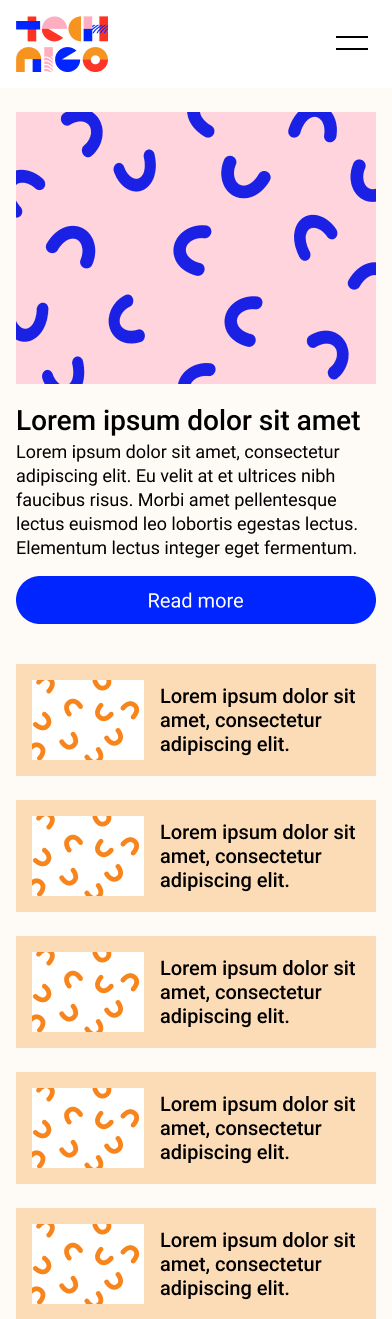 TECH
NICO
Lorem ipsum dolor sit amet
Lorem ipsum dolor sit amet, consectetur
adipiscing elit. Eu velit at et ultrices nibh
faucibus risus. Morbi amet pellentesque
lectus euismod leo lobortis egestas lectus.
Elementum lectus integer eget fermentum.
Read more
Lorem ipsum dolor sit
amet, consectetur
adipiscing elit.
Lorem ipsum dolor sit
amet, consectetur
adipiscing elit.
Lorem ipsum dolor sit
amet, consectetur
adipiscing elit.
Lorem ipsum dolor sit
amet, consectetur
adipiscing elit.
Lorem ipsum dolor sit
amet, consectetur
adipiscing elit.